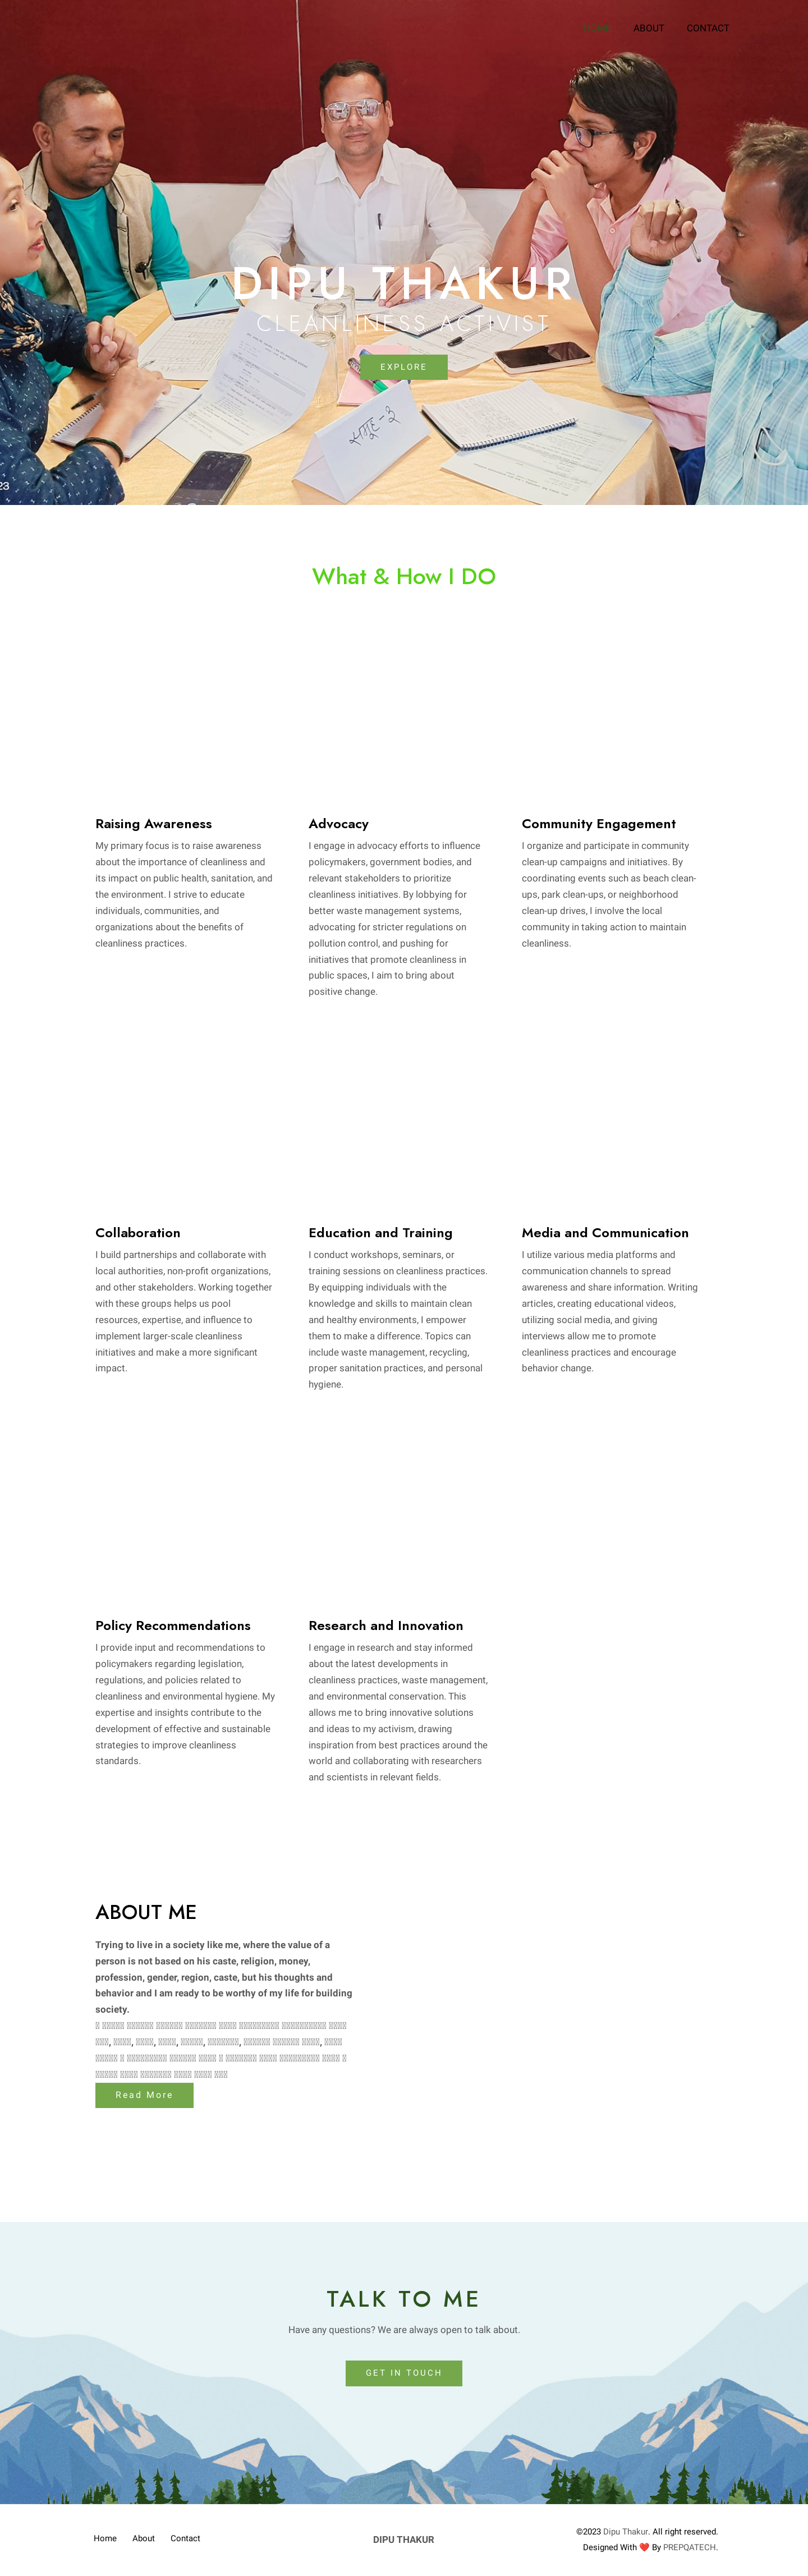 HOME ABOUT CONTACT
DIPU THAKUR
CLEANLINESS ACTIVIST
EXPLORE
23
What & How I DO
Raising Awareness
My primary focus is to raise awareness
about the importance of cleanliness and
its impact on public health, sanitation, and
the environment. I strive to educate
individuals, communities, and
organizations about the benefits of
cleanliness practices.
Advocacy
I engage in advocacy efforts to influence
policymakers, government bodies, and
relevant stakeholders to prioritize
cleanliness initiatives. By lobbying for
better waste management systems,
advocating for stricter regulations on
pollution control, and pushing for
initiatives that promote cleanliness in
public spaces, I aim to bring about
positive change.
Community Engagement
I organize and participate in community
clean-up campaigns and initiatives. By
coordinating events such as beach clean-
ups, park clean-ups, or neighborhood
clean-up drives, I involve the local
community in taking action to maintain
cleanliness.
Collaboration
I build partnerships and collaborate with
local authorities, non-profit organizations,
and other stakeholders. Working together
with these groups helps us pool
resources, expertise, and influence to
implement larger-scale cleanliness
initiatives and make a more significant
impact.
Education and Training
I conduct workshops, seminars, or
training sessions on cleanliness practices.
By equipping individuals with the
knowledge and skills to maintain clean
and healthy environments, I empower
them to make a difference. Topics can
include waste management, recycling,
proper sanitation practices, and personal
hygiene.
Media and Communication
I utilize various media platforms and
communication channels to spread
awareness and share information. Writing
articles, creating educational videos,
utilizing social media, and giving
interviews allow me to promote
cleanliness practices and encourage
behavior change.
Policy Recommendations
I provide input and recommendations to
policymakers regarding legislation,
regulations, and policies related to
cleanliness and environmental hygiene. My
expertise and insights contribute to the
development of effective and sustainable
strategies to improve cleanliness
standards.
Research and Innovation
I engage in research and stay informed
about the latest developments in
cleanliness practices, waste management,
and environmental conservation. This
allows me to bring innovative solutions
and ideas to my activism, drawing
inspiration from best practices around the
world and collaborating with researchers
and scientists in relevant fields.
ABOUT ME
Trying to live in a society like me, where the value of a
person is not based on his caste, religion, money,
profession, gender, region, caste, but his thoughts and
behavior and I am ready to be worthy of my life for building
society.
Read More
TALK TO ME
Have any questions? We are always open to talk about.
GET IN TOUCH
Home About Contact
DIPU THAKUR
©2023 Dipu Thakur. All right reserved.
Designed With ❤️ By PREPQATECH.